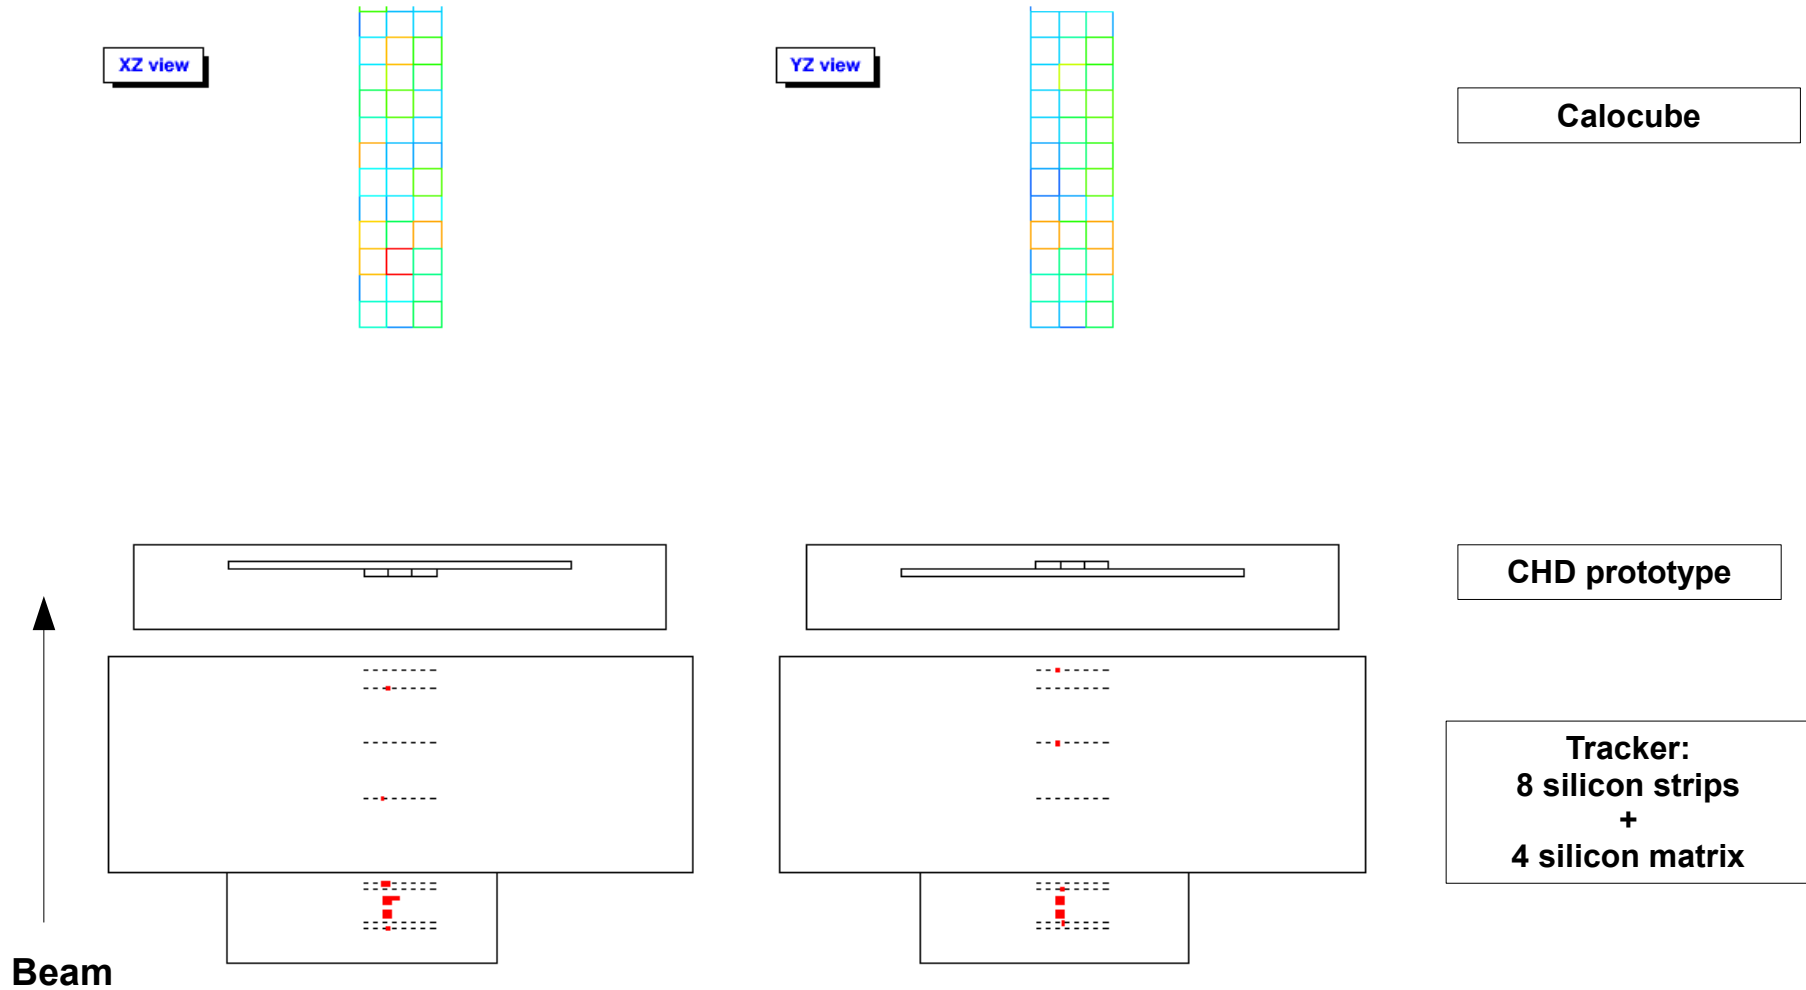 XZ view
YZ view
Calocube
CHD prototype
Tracker:
8 silicon strips
+
4 silicon matrix
Beam